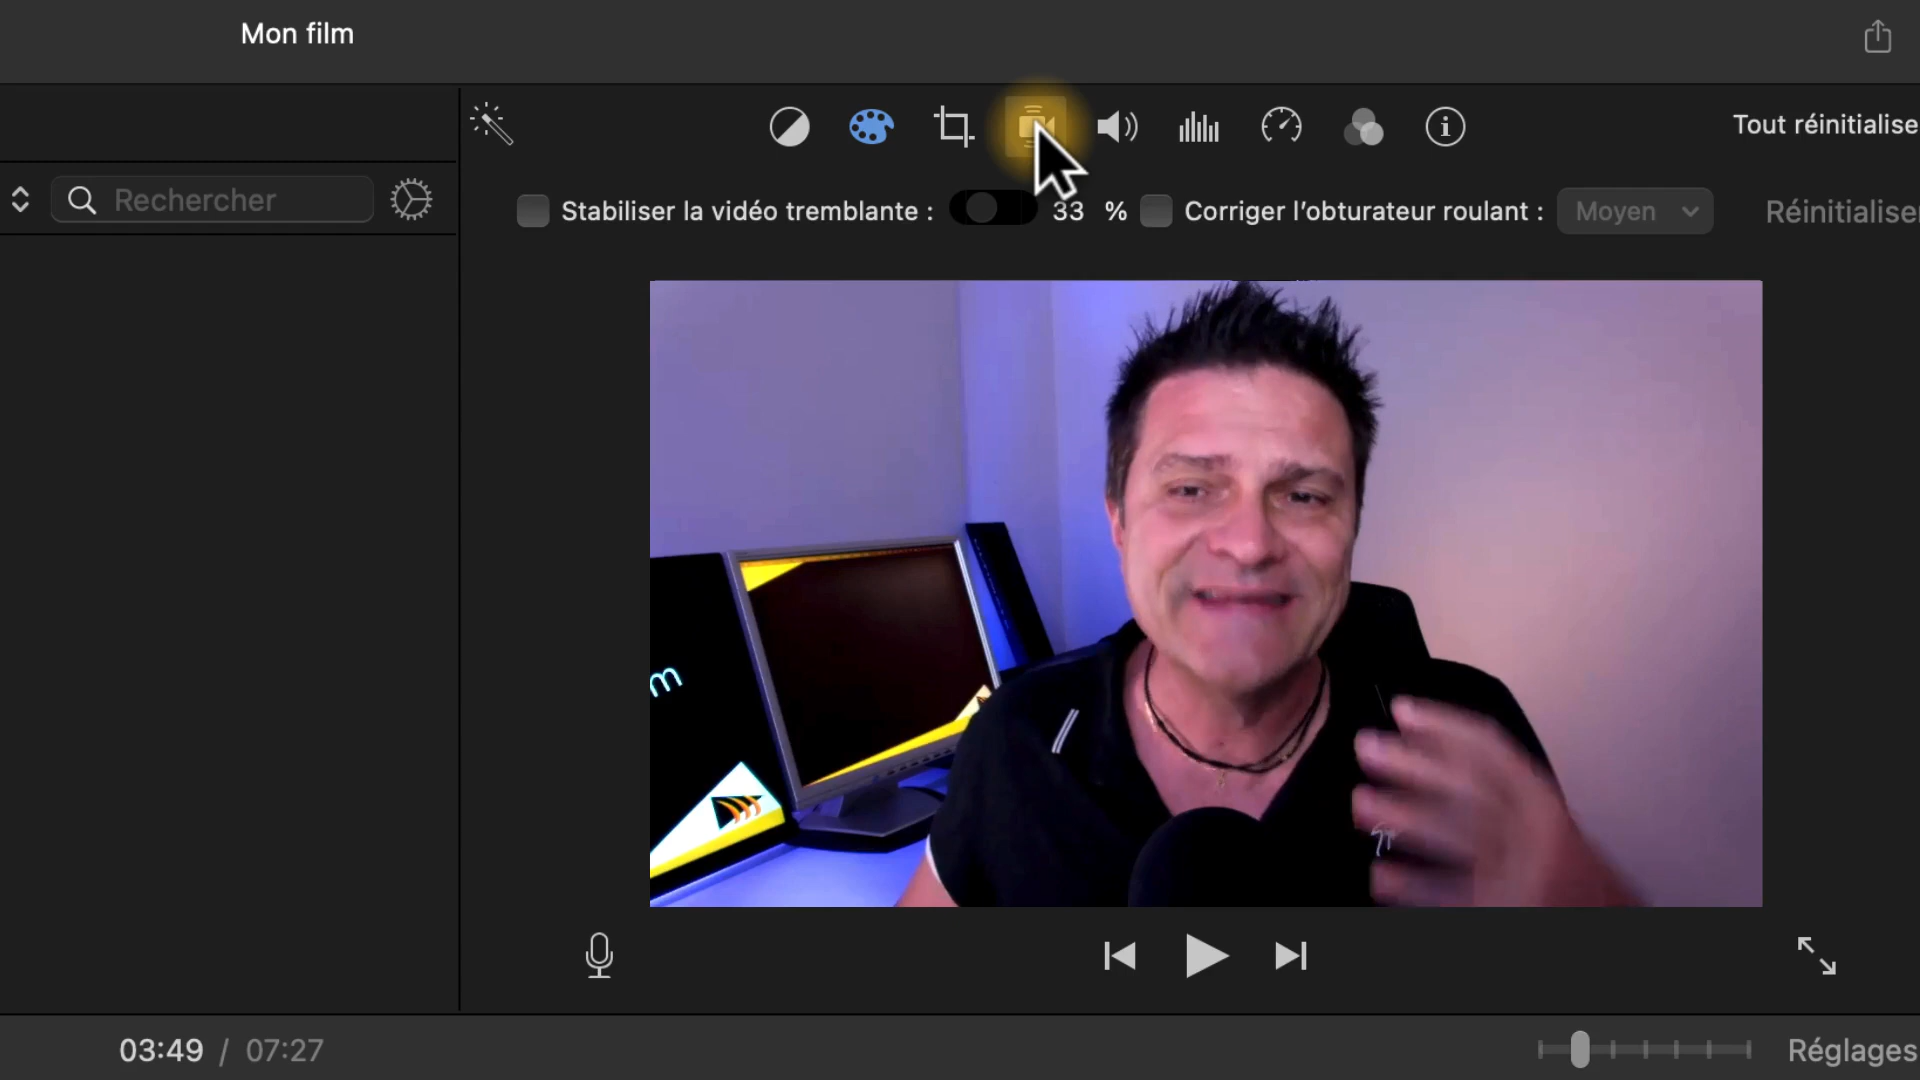 Mon film
Tout réinitialise
Rechercher
Stabiliser la vidéo tremblante : 33 % Corriger l'obturateur roulant : Moyen Réinitialiser
m
03:49 / 07:27
Réglages